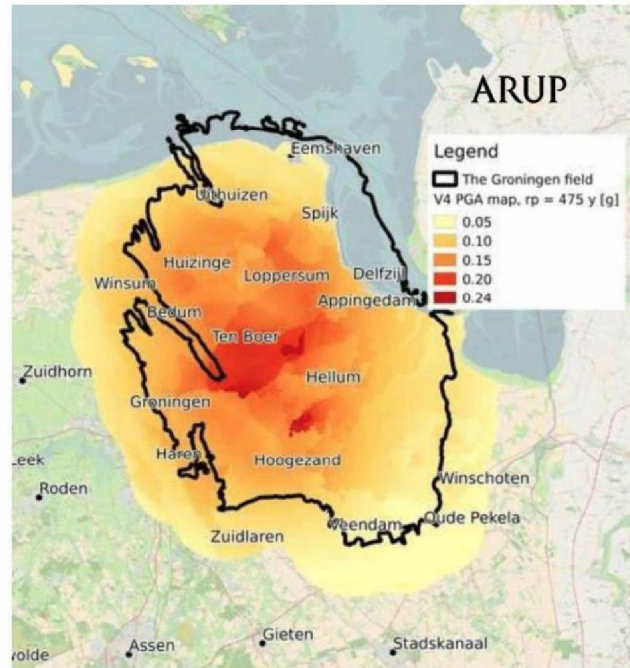 ARUP
Legend
The Groningen field
V4 PGA map, rp = 475 y [g]
0.05
0.10
0.15
0.20
0.24
Eemshaven
Uithuizen
Spijk
Huizinge
Loppersum
Delfzijl
Winsum
Appingedam
Bedum
Ten Boer
Zuidhorn
Hellum
Groningen
Haren
Hoogezand
Leek
Winschoten
Roden
Veendam
Oude Pekela
Zuidlaren
Gieten
Assen
Stadskanaal
wolde